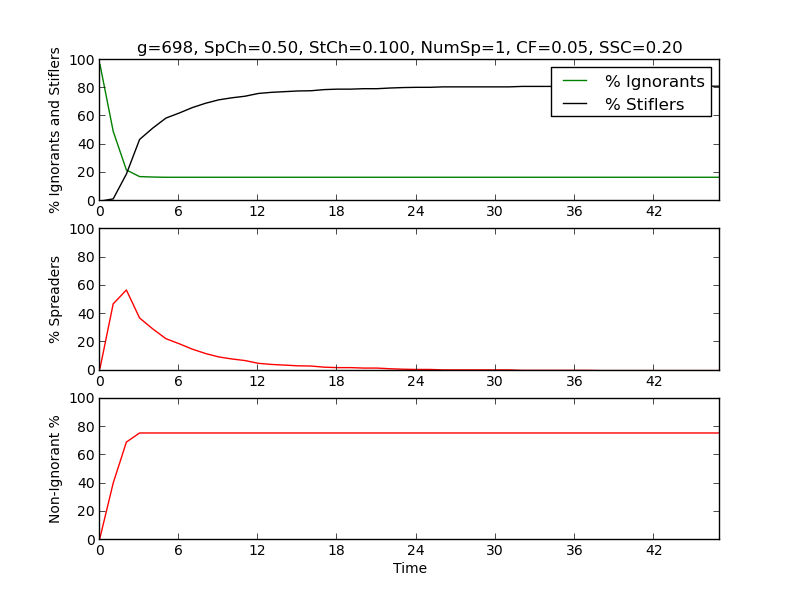 g=698, SpCh=0.50, StCh=0.100, NumSp=1, CF=0.05, SSC=0.20
% Ignorants and Stiflers
100
80
60
40
20
0
% Ignorants
% Stiflers
0 6 12 18 24 30 36 42
% Spreaders
100
80
60
40
20
0
0 6 12 18 24 30 36 42
Non-Ignorant %
100
80
60
40
20
0
0 6 12 18 24 30 36 42
Time